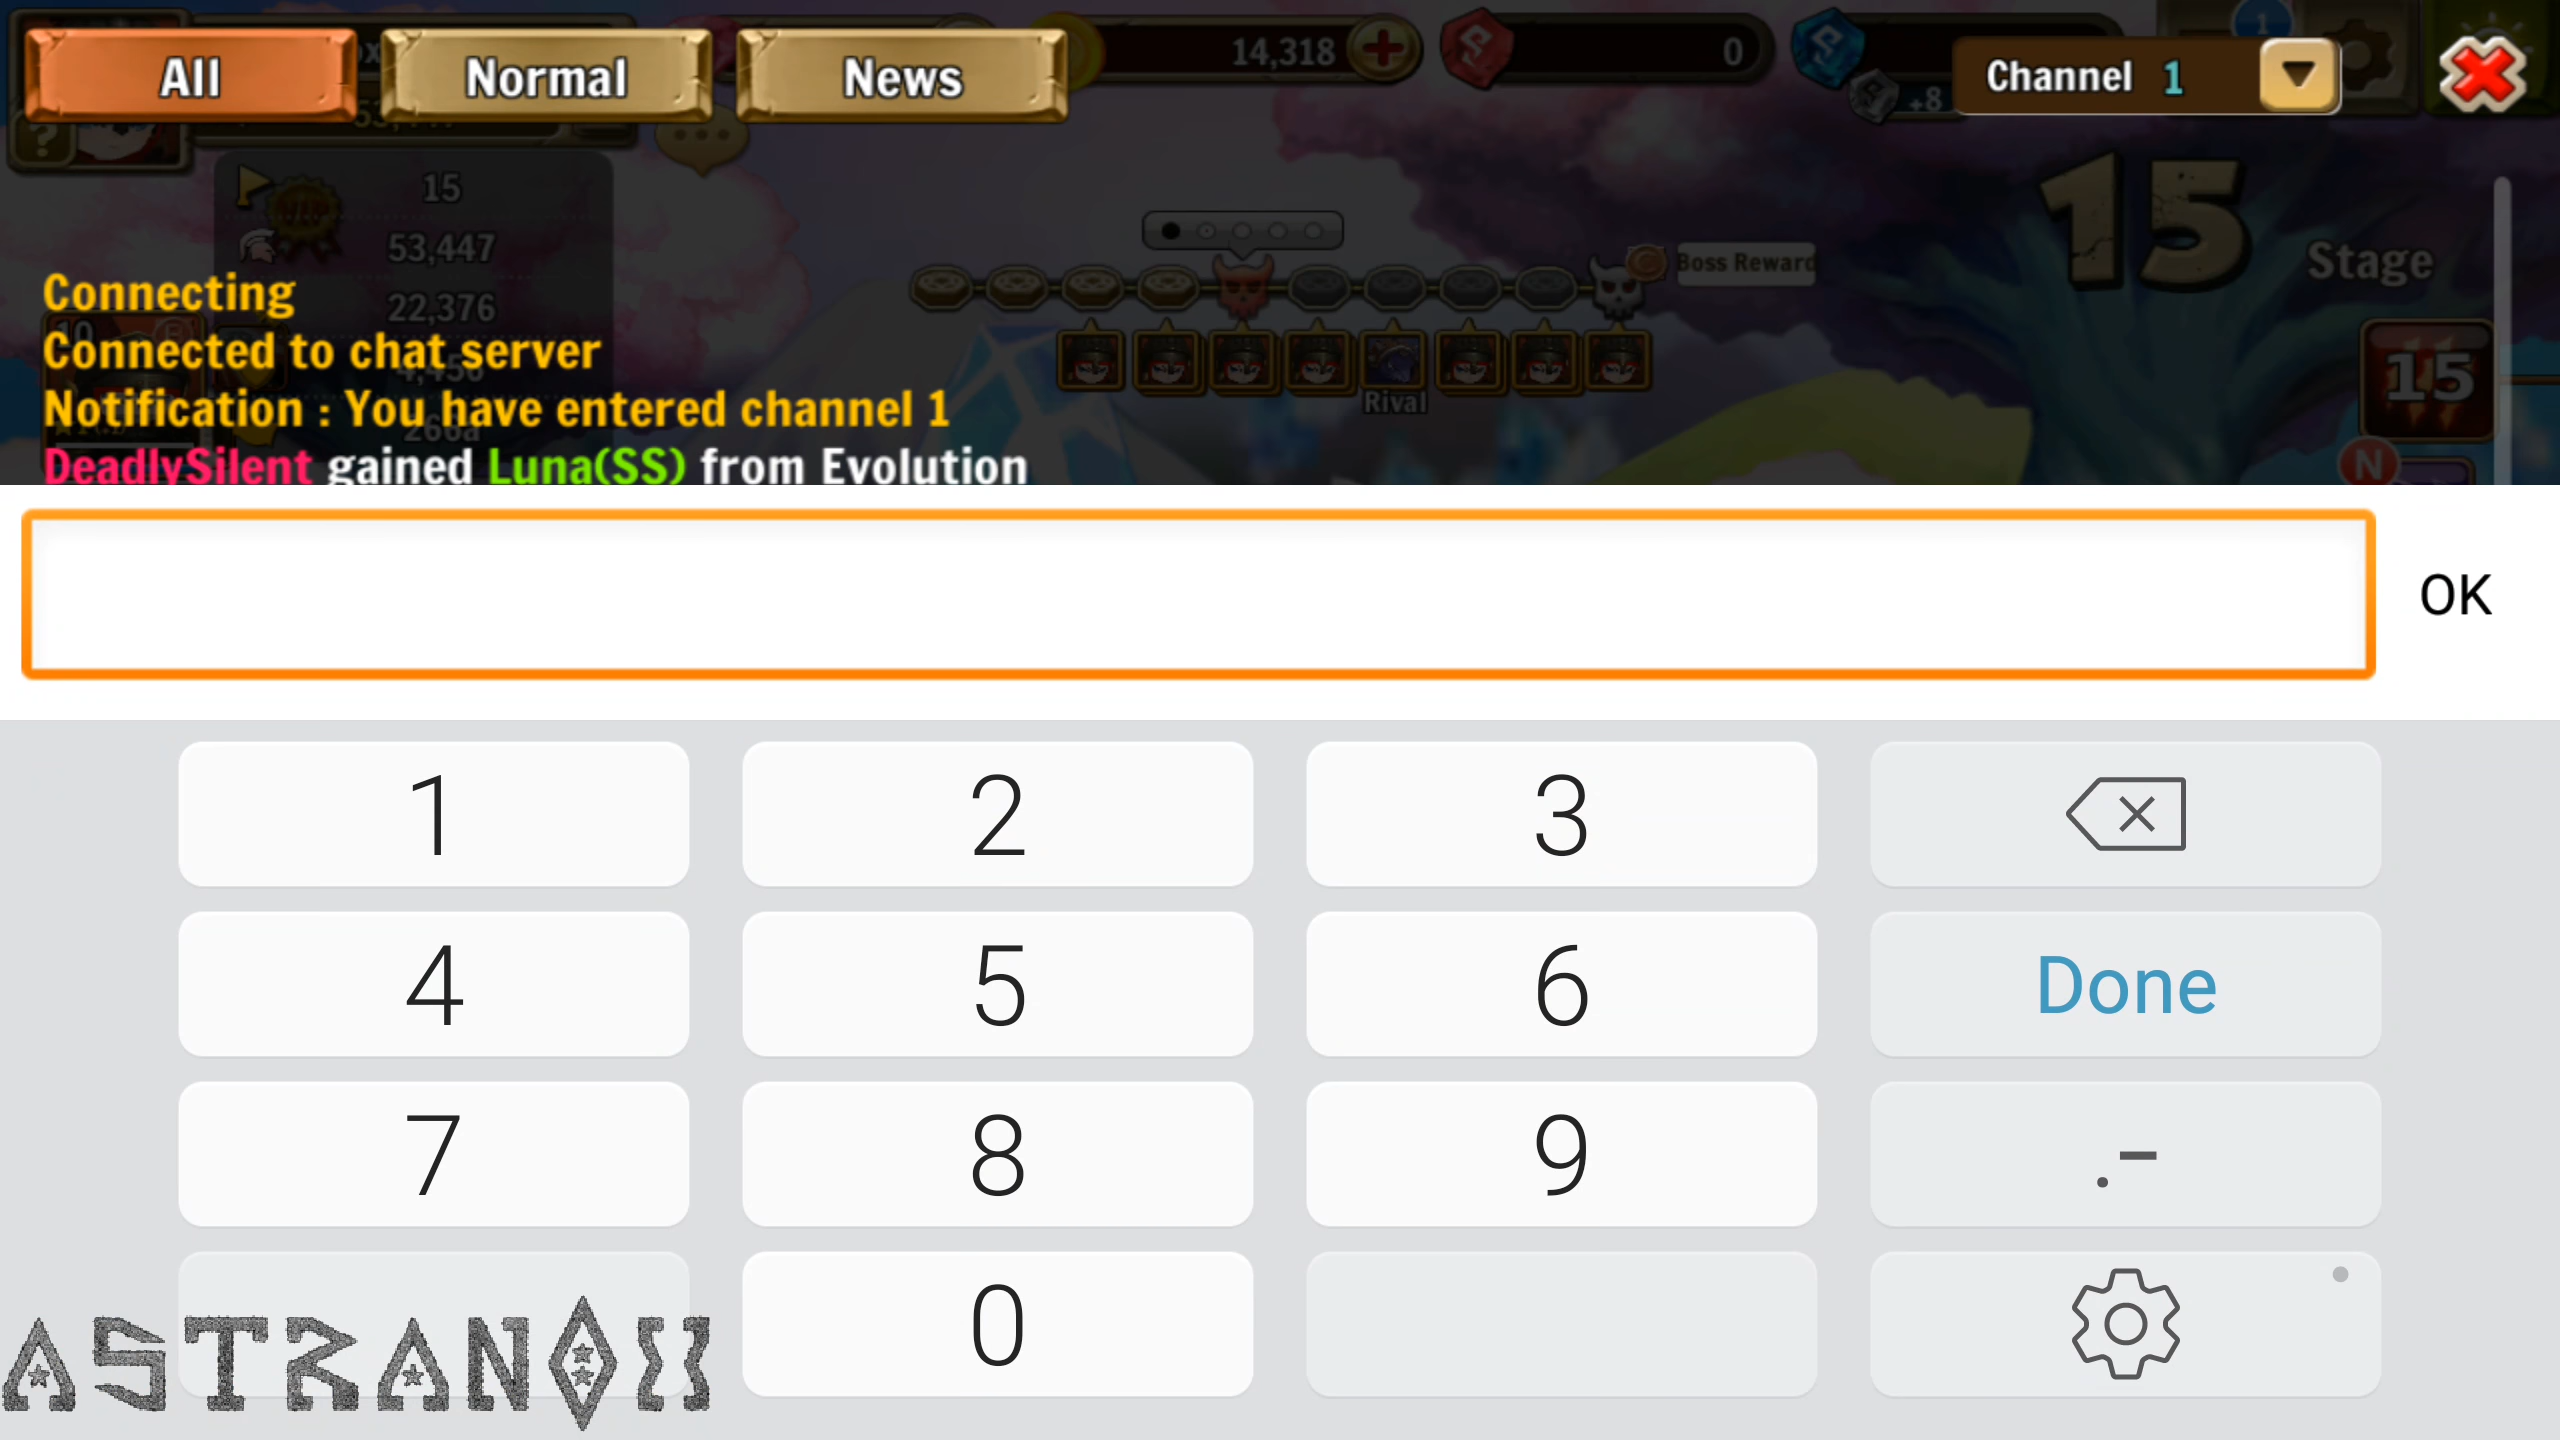 All Normal News
14,318
0
+8
1
Channel 1
15
53,447
22,376
Boss Reward
15
Stage
Connecting
Connected to chat server
Notification : You have entered channel 1
Rival
15
DeadlySilent gained Luna(SS) from Evolution
N
OK
1 2 3
4 5 6 Done
7 8 9 .-
0
ASTRANOX